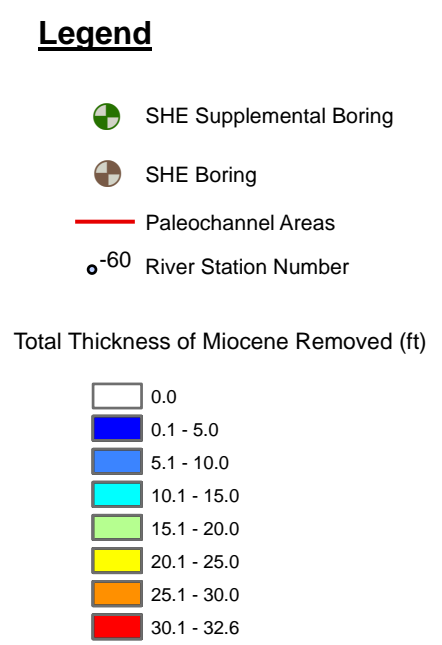 Legend
SHE Supplemental Boring
SHE Boring
Paleochannel Areas
-60 River Station Number
Total Thickness of Miocene Removed (ft)
0.0
0.1 - 5.0
5.1 - 10.0
10.1 - 15.0
15.1 - 20.0
20.1 - 25.0
25.1 - 30.0
30.1 - 32.6